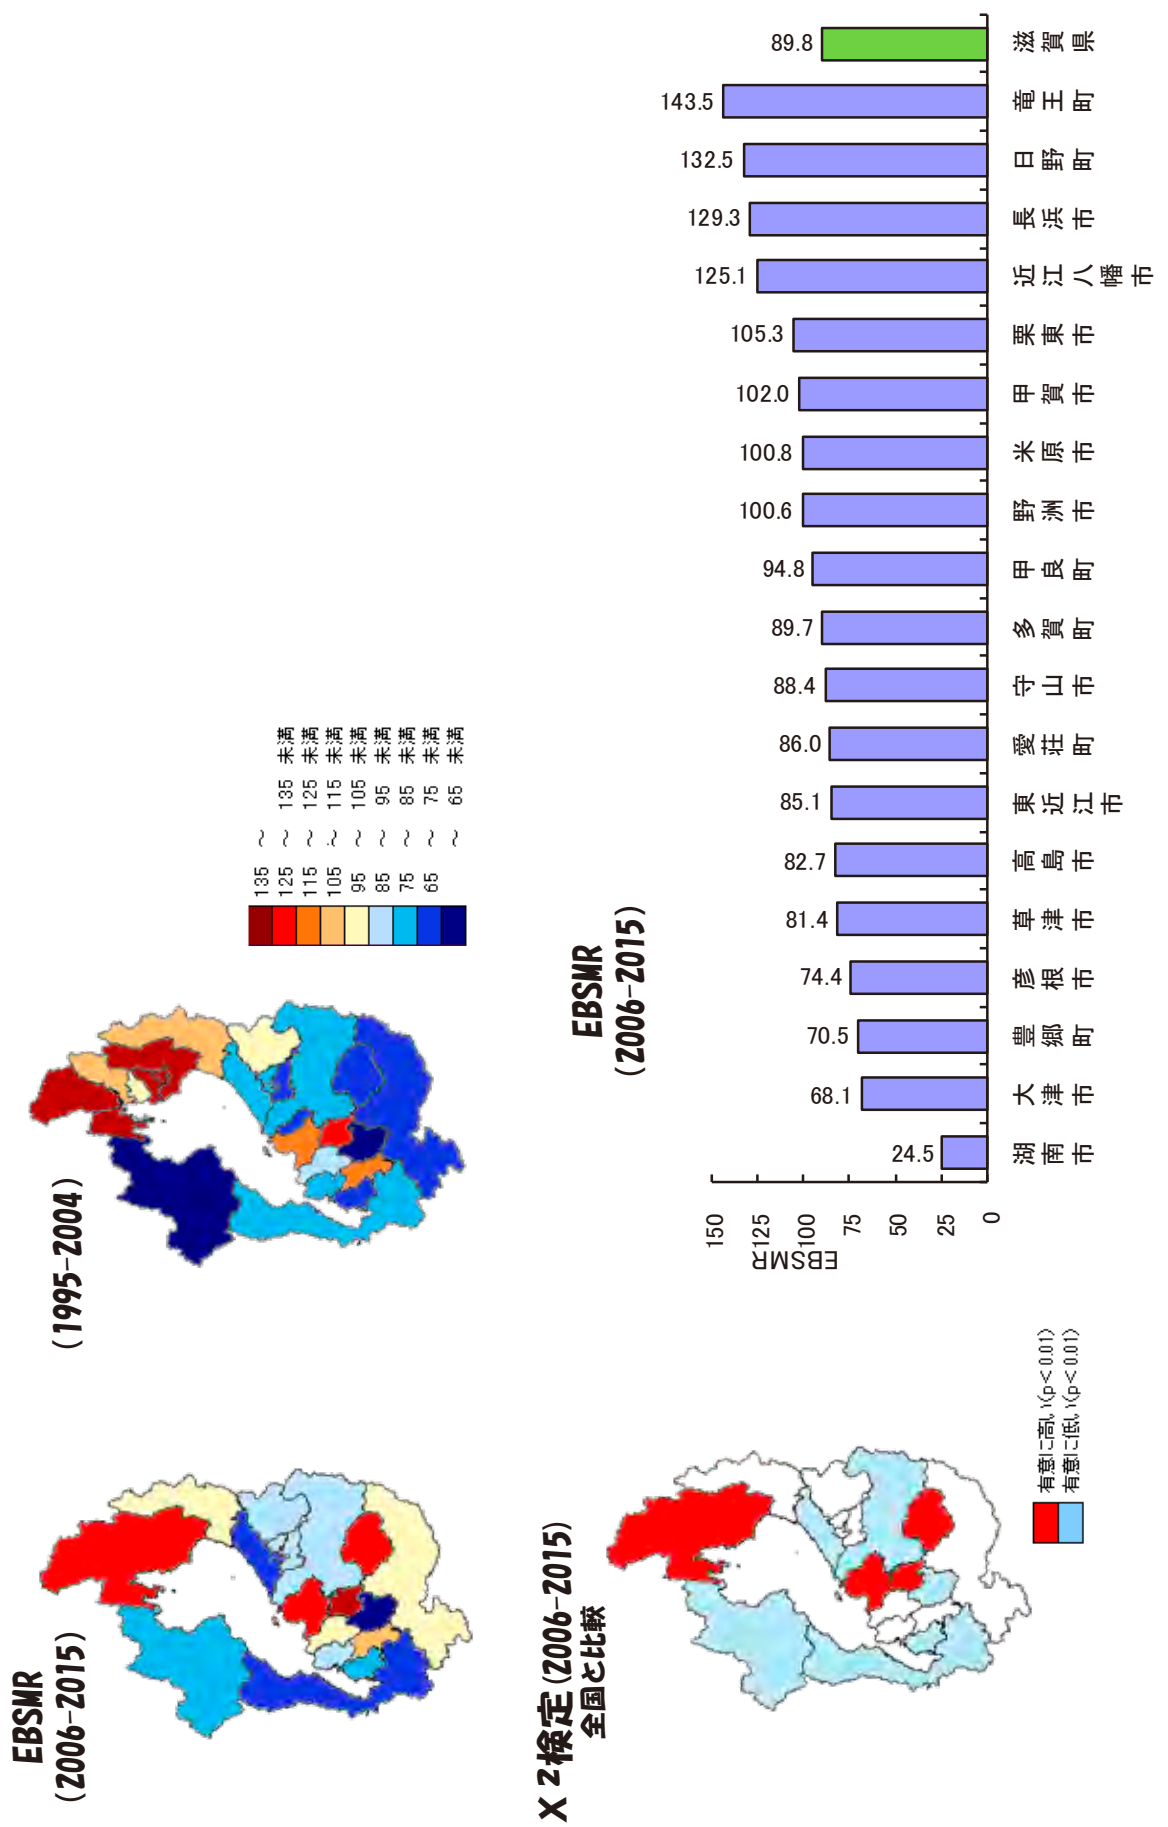 EBSMR
(2006-2015)
(1995-2004)
135 ～
125 ～ 135 未満
115 ～ 125 未満
105 ～ 115 未満
95 ～ 105 未満
85 ～ 95 未満
75 ～ 85 未満
65 ～ 75 未満
～ 65 未満
X 2検定(2006-2015)
全国と比較
有意に高い(p<0.01)
有意に低い(p<0.01)
EBSMR
(2006-2015)
EBSMR
150
125
100
75
50
25
0
24.5
68.1
70.5
74.4
81.4
82.7
85.1
86.0
88.4
89.7
94.8
100.6
100.8
102.0
105.3
125.1
129.3
132.5
143.5
89.8
湖南市
大津市
豊郷町
彦根市
草津市
高島市
東近江市
愛荘町
守山市
多賀町
甲良町
野洲市
米原市
甲賀市
栗東市
近江八幡市
長浜市
日野町
竜王町
滋賀県